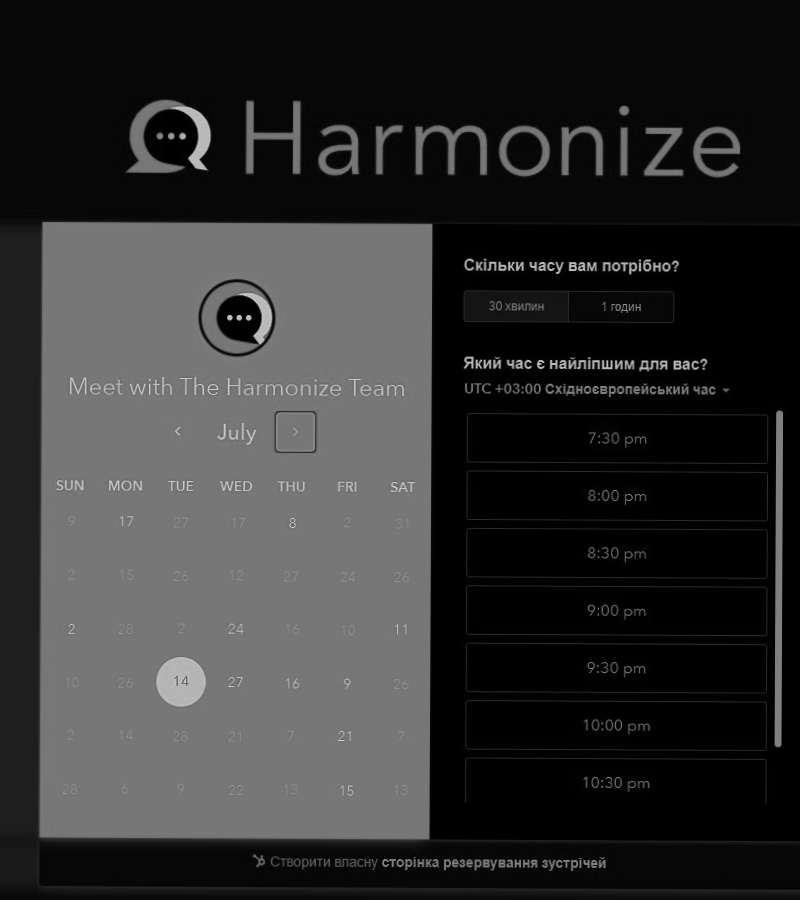 Harmonize
Meet with The Harmonize Team
July
SUN MON TUE WED THU FRI SAT
9 17 27 17 8 2 31
2 15 26 12 27 24 26
2 28 2 24 16 10 11
10 26 14 27 16 9 26
2 14 28 21 7 21 7
28 6 9 22 13 15 13
Скільки часу вам потрібно?
30 хвилин 1 годин
Який час є найліпшим для вас?
UTC +03:00 Східноєвропейський час
7:30 pm
8:00 pm
8:30 pm
9:00 pm
9:30 pm
10:00 pm
10:30 pm
Створити власну сторінка резервування зустрічей